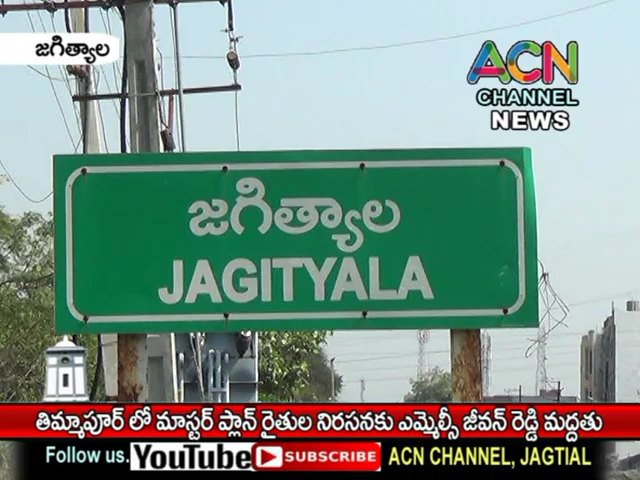 జగిత్యాల
ACN
CHANNEL
NEWS
జగిత్యాల
JAGITYALA
తిమ్మాపూర్ లో మాస్టర్ ప్లాన్ రైతుల నిరసనకు ఎమ్మెల్సీ జీవన్ రెడ్డి మద్దతు
Follow us. YouTube SUBSCRIBE ACN CHANNEL, JAGTIAL